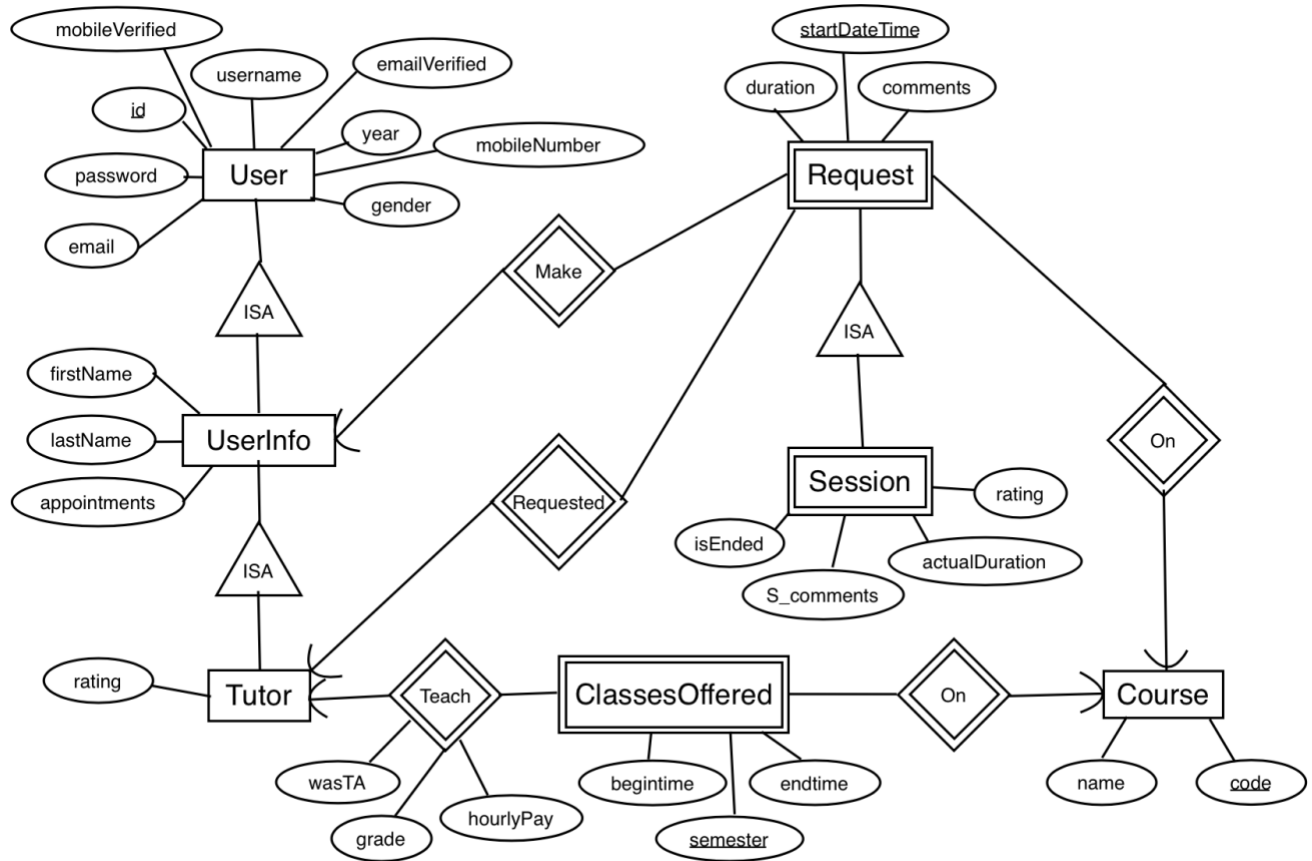 mobileVerified
username
emailVerified
id
year
mobileNumber
password
User
gender
email
ISA
firstName
lastName
UserInfo
appointments
ISA
rating
Tutor
startDateTime
duration
comments
Request
Make
ISA
On
Requested
Session
rating
isEnded
actualDuration
S_comments
Teach
ClassesOffered
On
Course
wasTA
grade
hourlyPay
begintime
endtime
semester
name
code